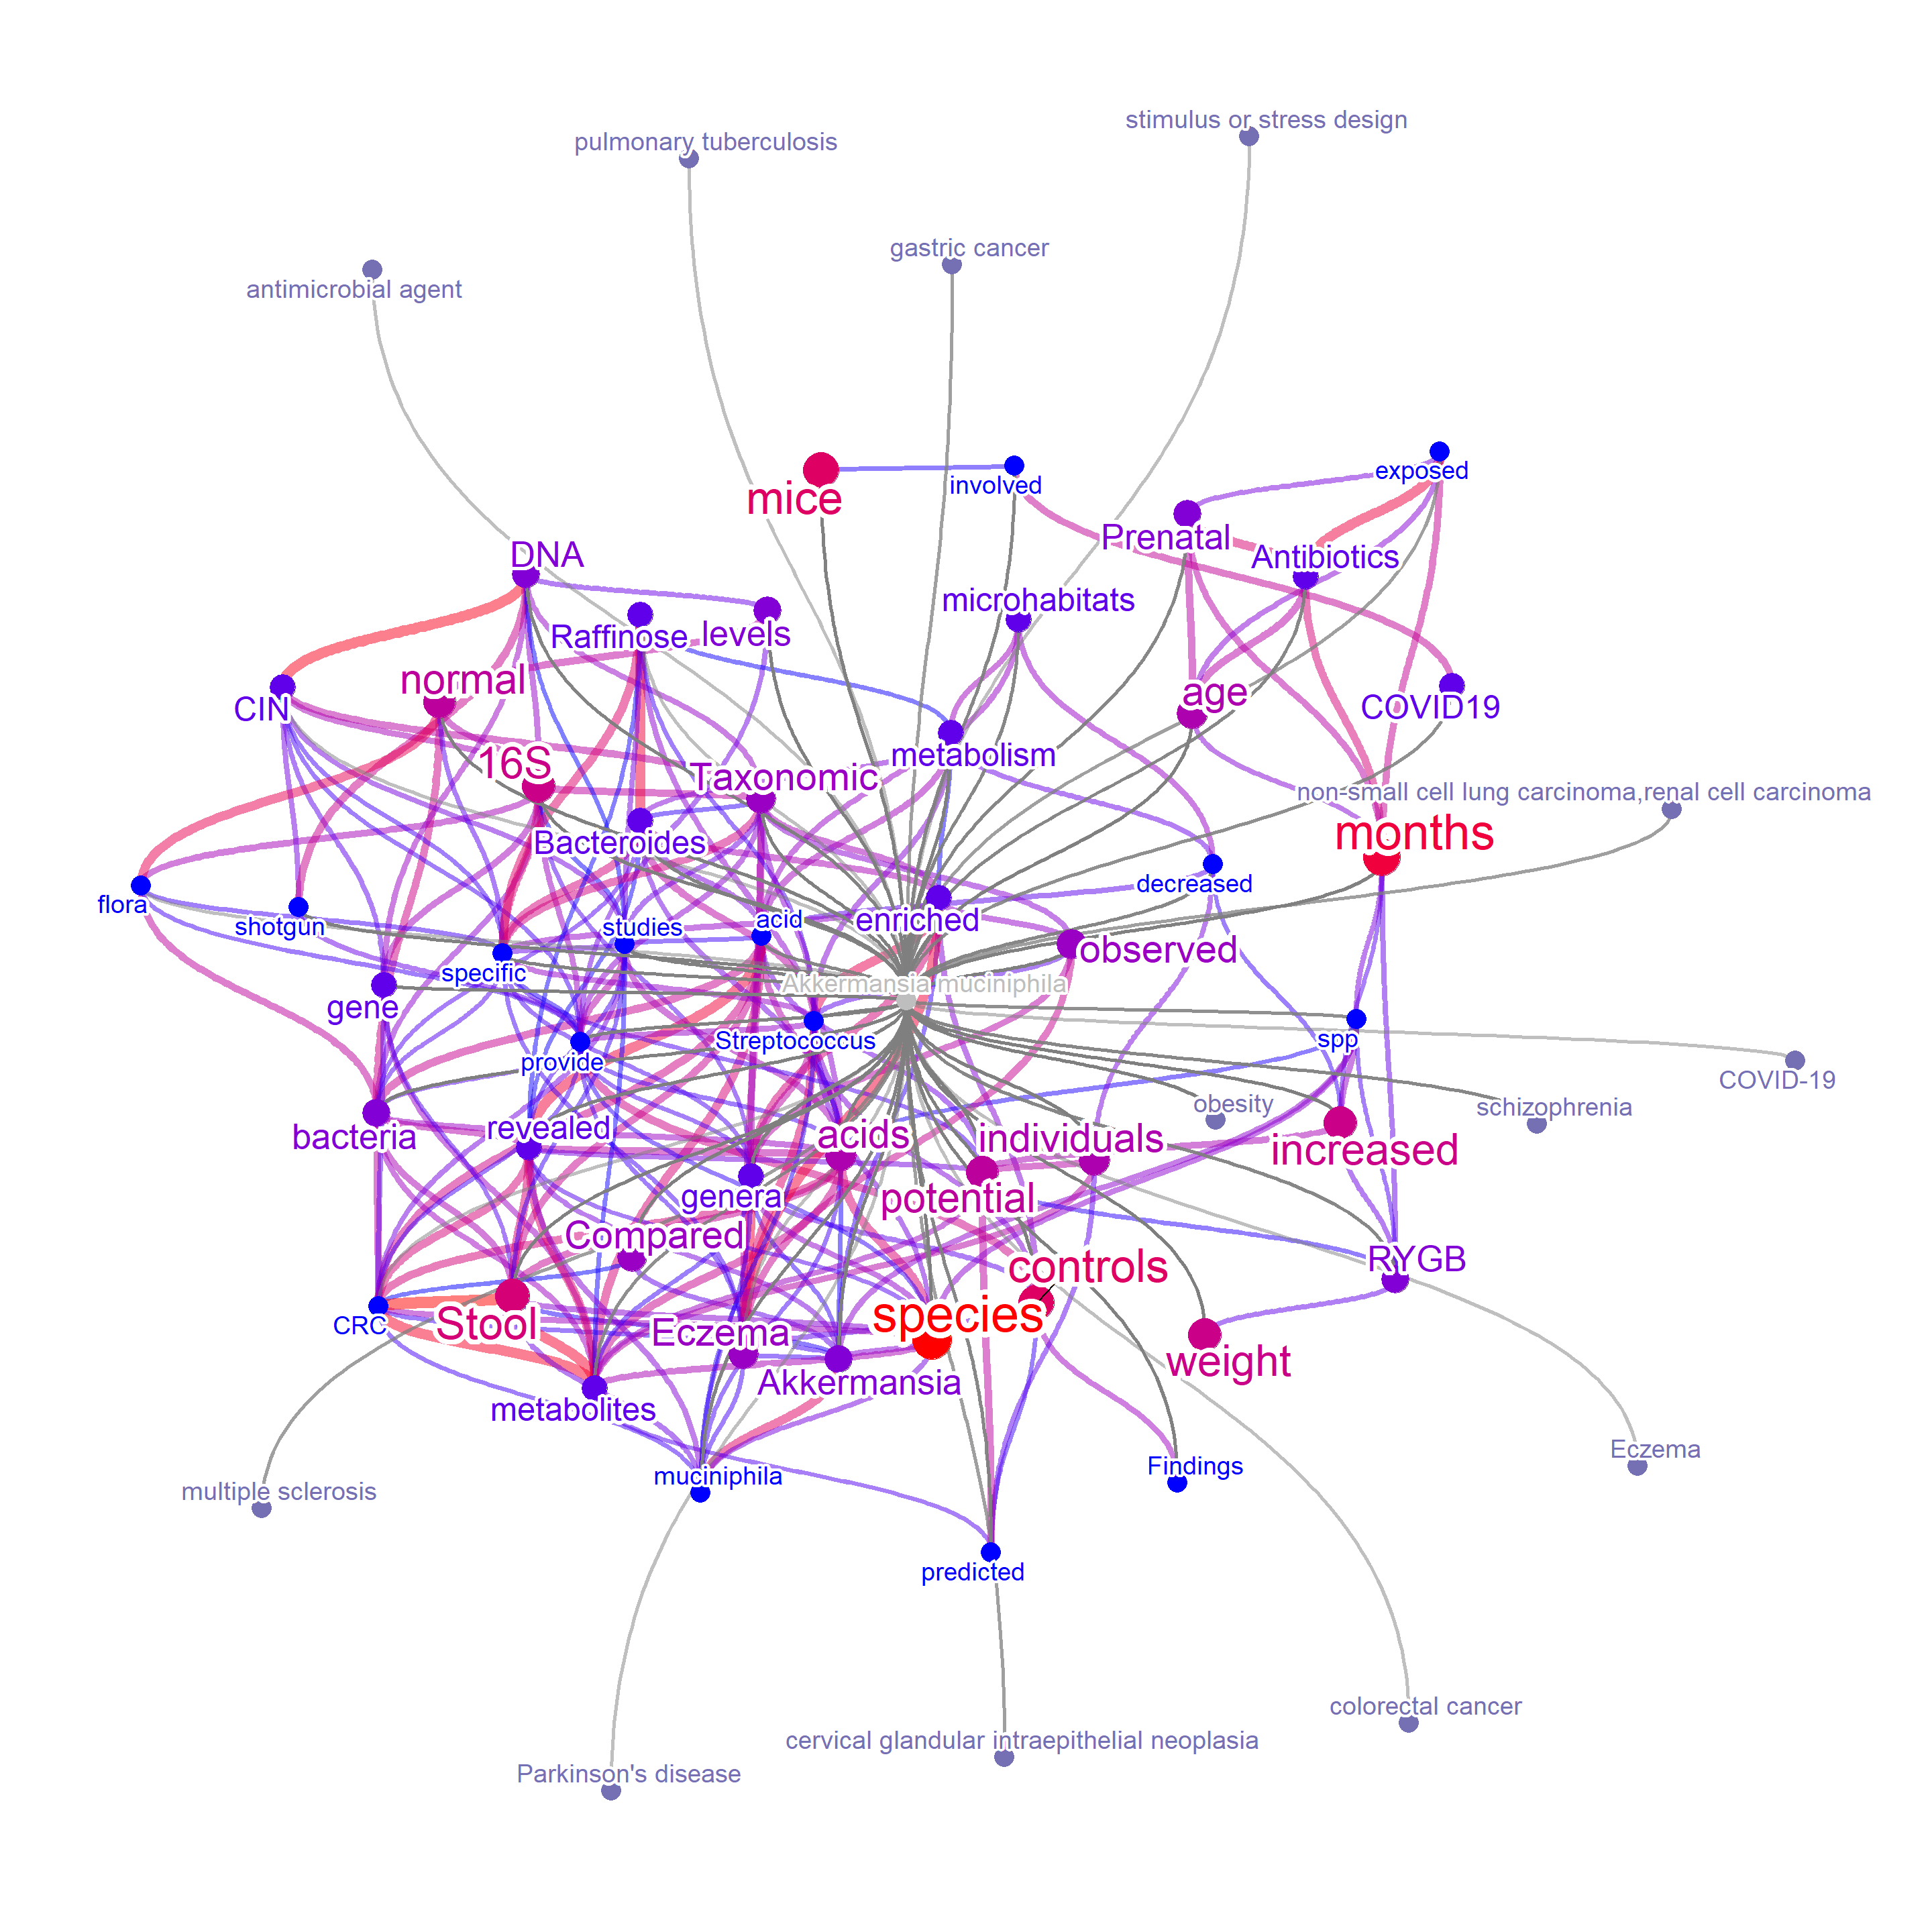 stimulus or stress design
pulmonary tuberculosis
gastric cancer
antimicrobial agent
exposed
involved
mice
Prenatal
DNA
Antibiotics
microhabitats
Raffinose
levels
normal
age
CIN
COVID19
metabolism
16S
Taxonomic
non-small cell lung carcinoma,renal cell carcinoma
months
Bacteroides
decreased
flora
shotgun
studies
acid
enriched
observed
specific
Akkermansia muciniphila
gene
Streptococcus
spp
provide
COVID-19
obesity
schizophrenia
bacteria
revealed
acids
individuals
increased
genera
potential
Compared
RYGB
controls
species
CRC
Stool
Eczema
weight
Akkermansia
metabolites
Eczema
Findings
muciniphila
multiple sclerosis
predicted
colorectal cancer
cervical glandular intraepithelial neoplasia
Parkinson's disease